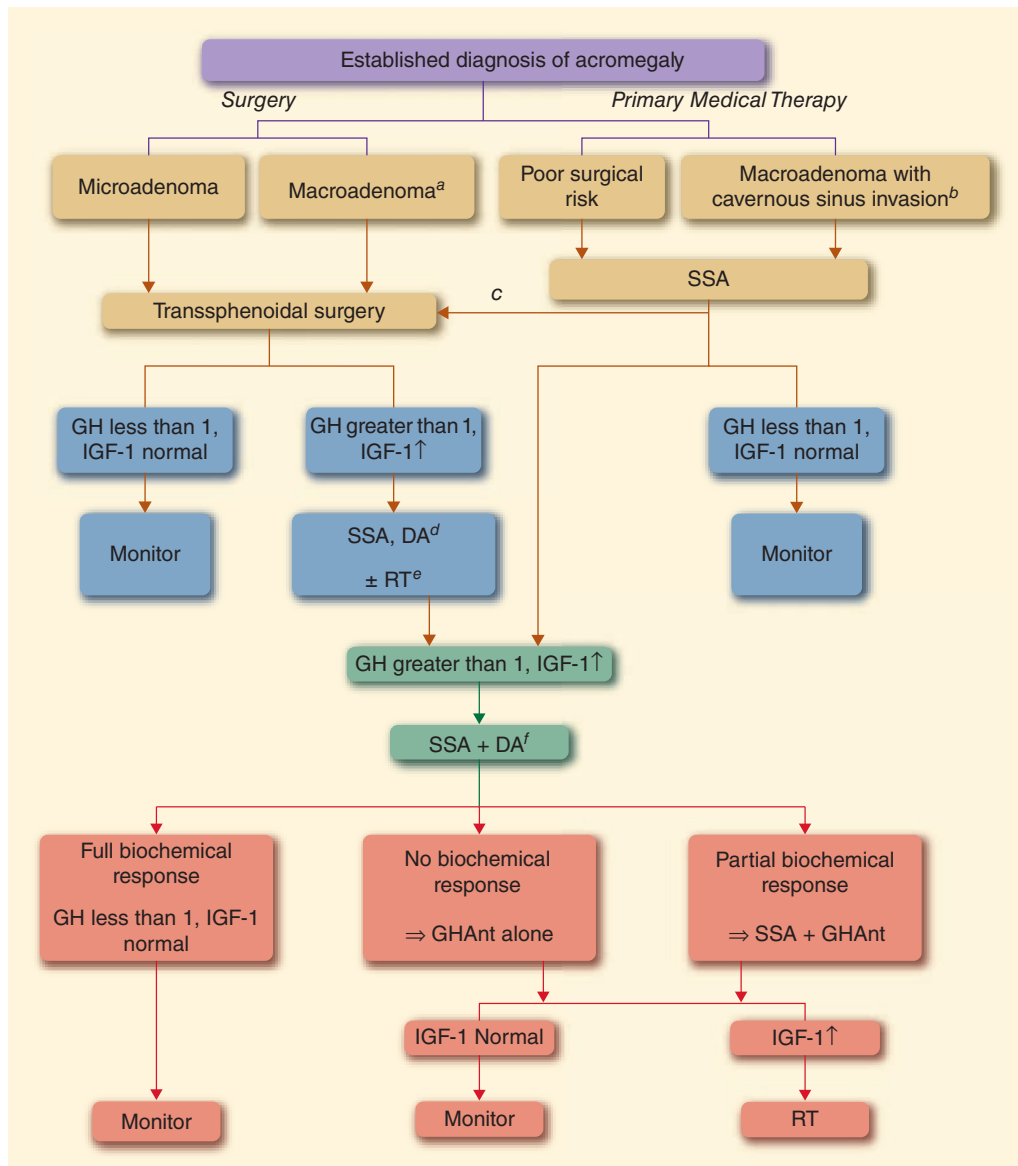 Established diagnosis of acromegaly
Surgery
Primary Medical Therapy
Microadenoma
Macroadenomaᵃ
Poor surgical
risk
Macroadenoma with
cavernous sinus invasionᵇ
SSA
c
Transsphenoidal surgery
GH less than 1,
IGF-1 normal
GH greater than 1,
IGF-1↑
GH less than 1,
IGF-1 normal
Monitor
SSA, DAᵈ
± RTᵉ
Monitor
GH greater than 1, IGF-1↑
SSA + DAᶠ
Full biochemical
response
GH less than 1, IGF-1
normal
No biochemical
response
⇒ GHAnt alone
Partial biochemical
response
⇒ SSA + GHAnt
IGF-1 Normal
IGF-1↑
Monitor
Monitor
RT